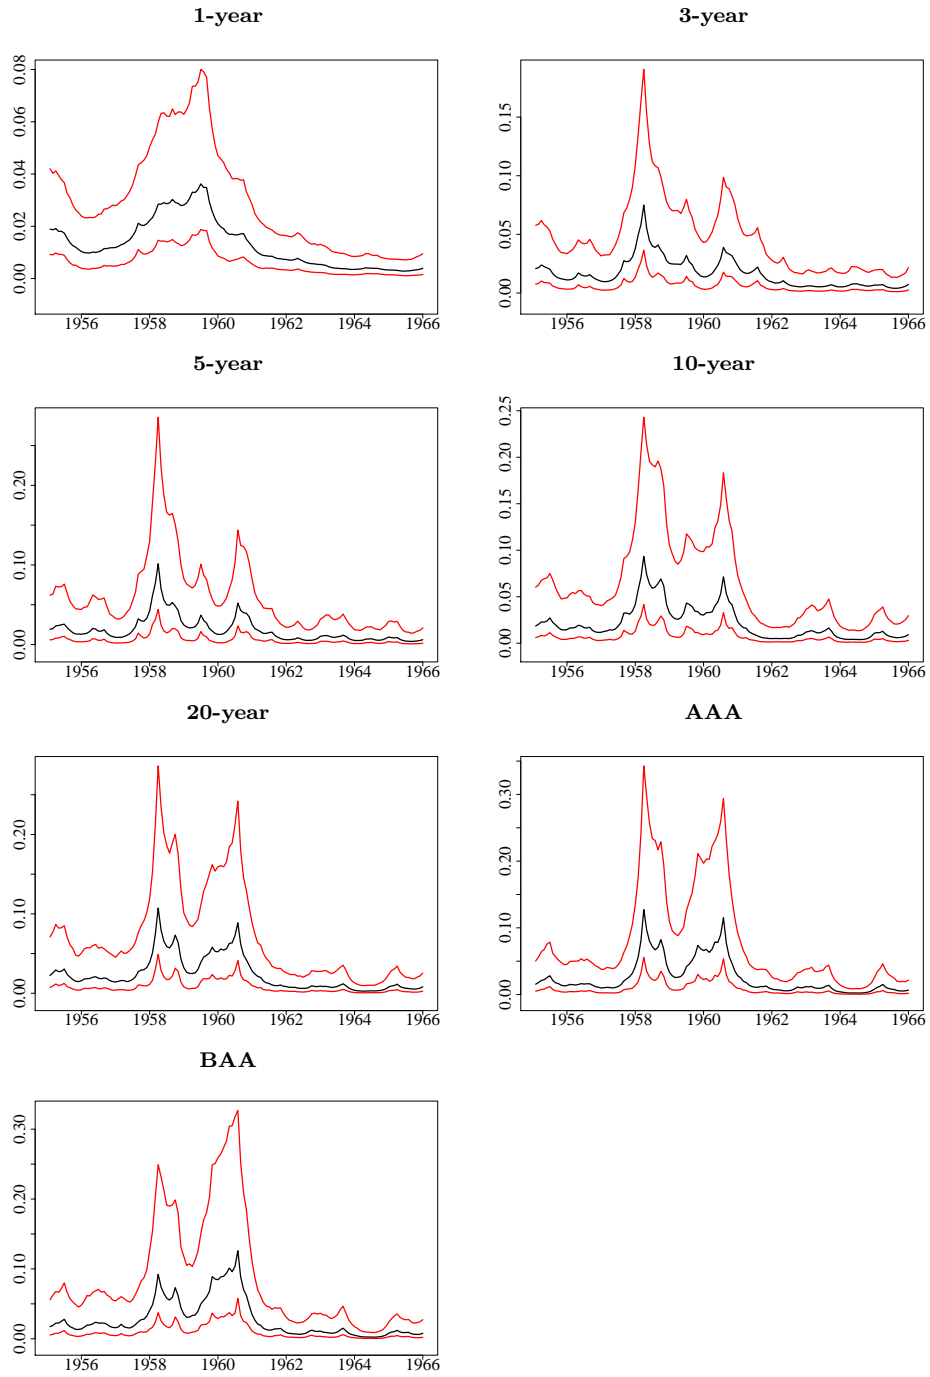 1-year
3-year
0.00 0.02 0.04 0.06 0.08
1956 1958 1960 1962 1964 1966
0.00 0.05 0.10 0.15
1956 1958 1960 1962 1964 1966
5-year
10-year
0.00 0.10 0.20
1956 1958 1960 1962 1964 1966
0.00 0.05 0.10 0.15 0.20 0.25
1956 1958 1960 1962 1964 1966
20-year
AAA
0.00 0.10 0.20
1956 1958 1960 1962 1964 1966
0.00 0.10 0.20 0.30
1956 1958 1960 1962 1964 1966
BAA
0.00 0.10 0.20 0.30
1956 1958 1960 1962 1964 1966